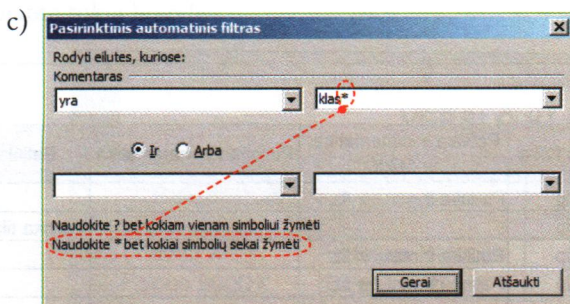 c)
Pasirinktinis automatinis filtras
Rodyti eilutes, kuriose:
Komentaras
yra
klas*
Ir
Arba
Naudokite ? bet kokiam vienam simboliui žymėti
Naudokite * bet kokiai simbolių sekai žymėti
Gerai
Atšaukti